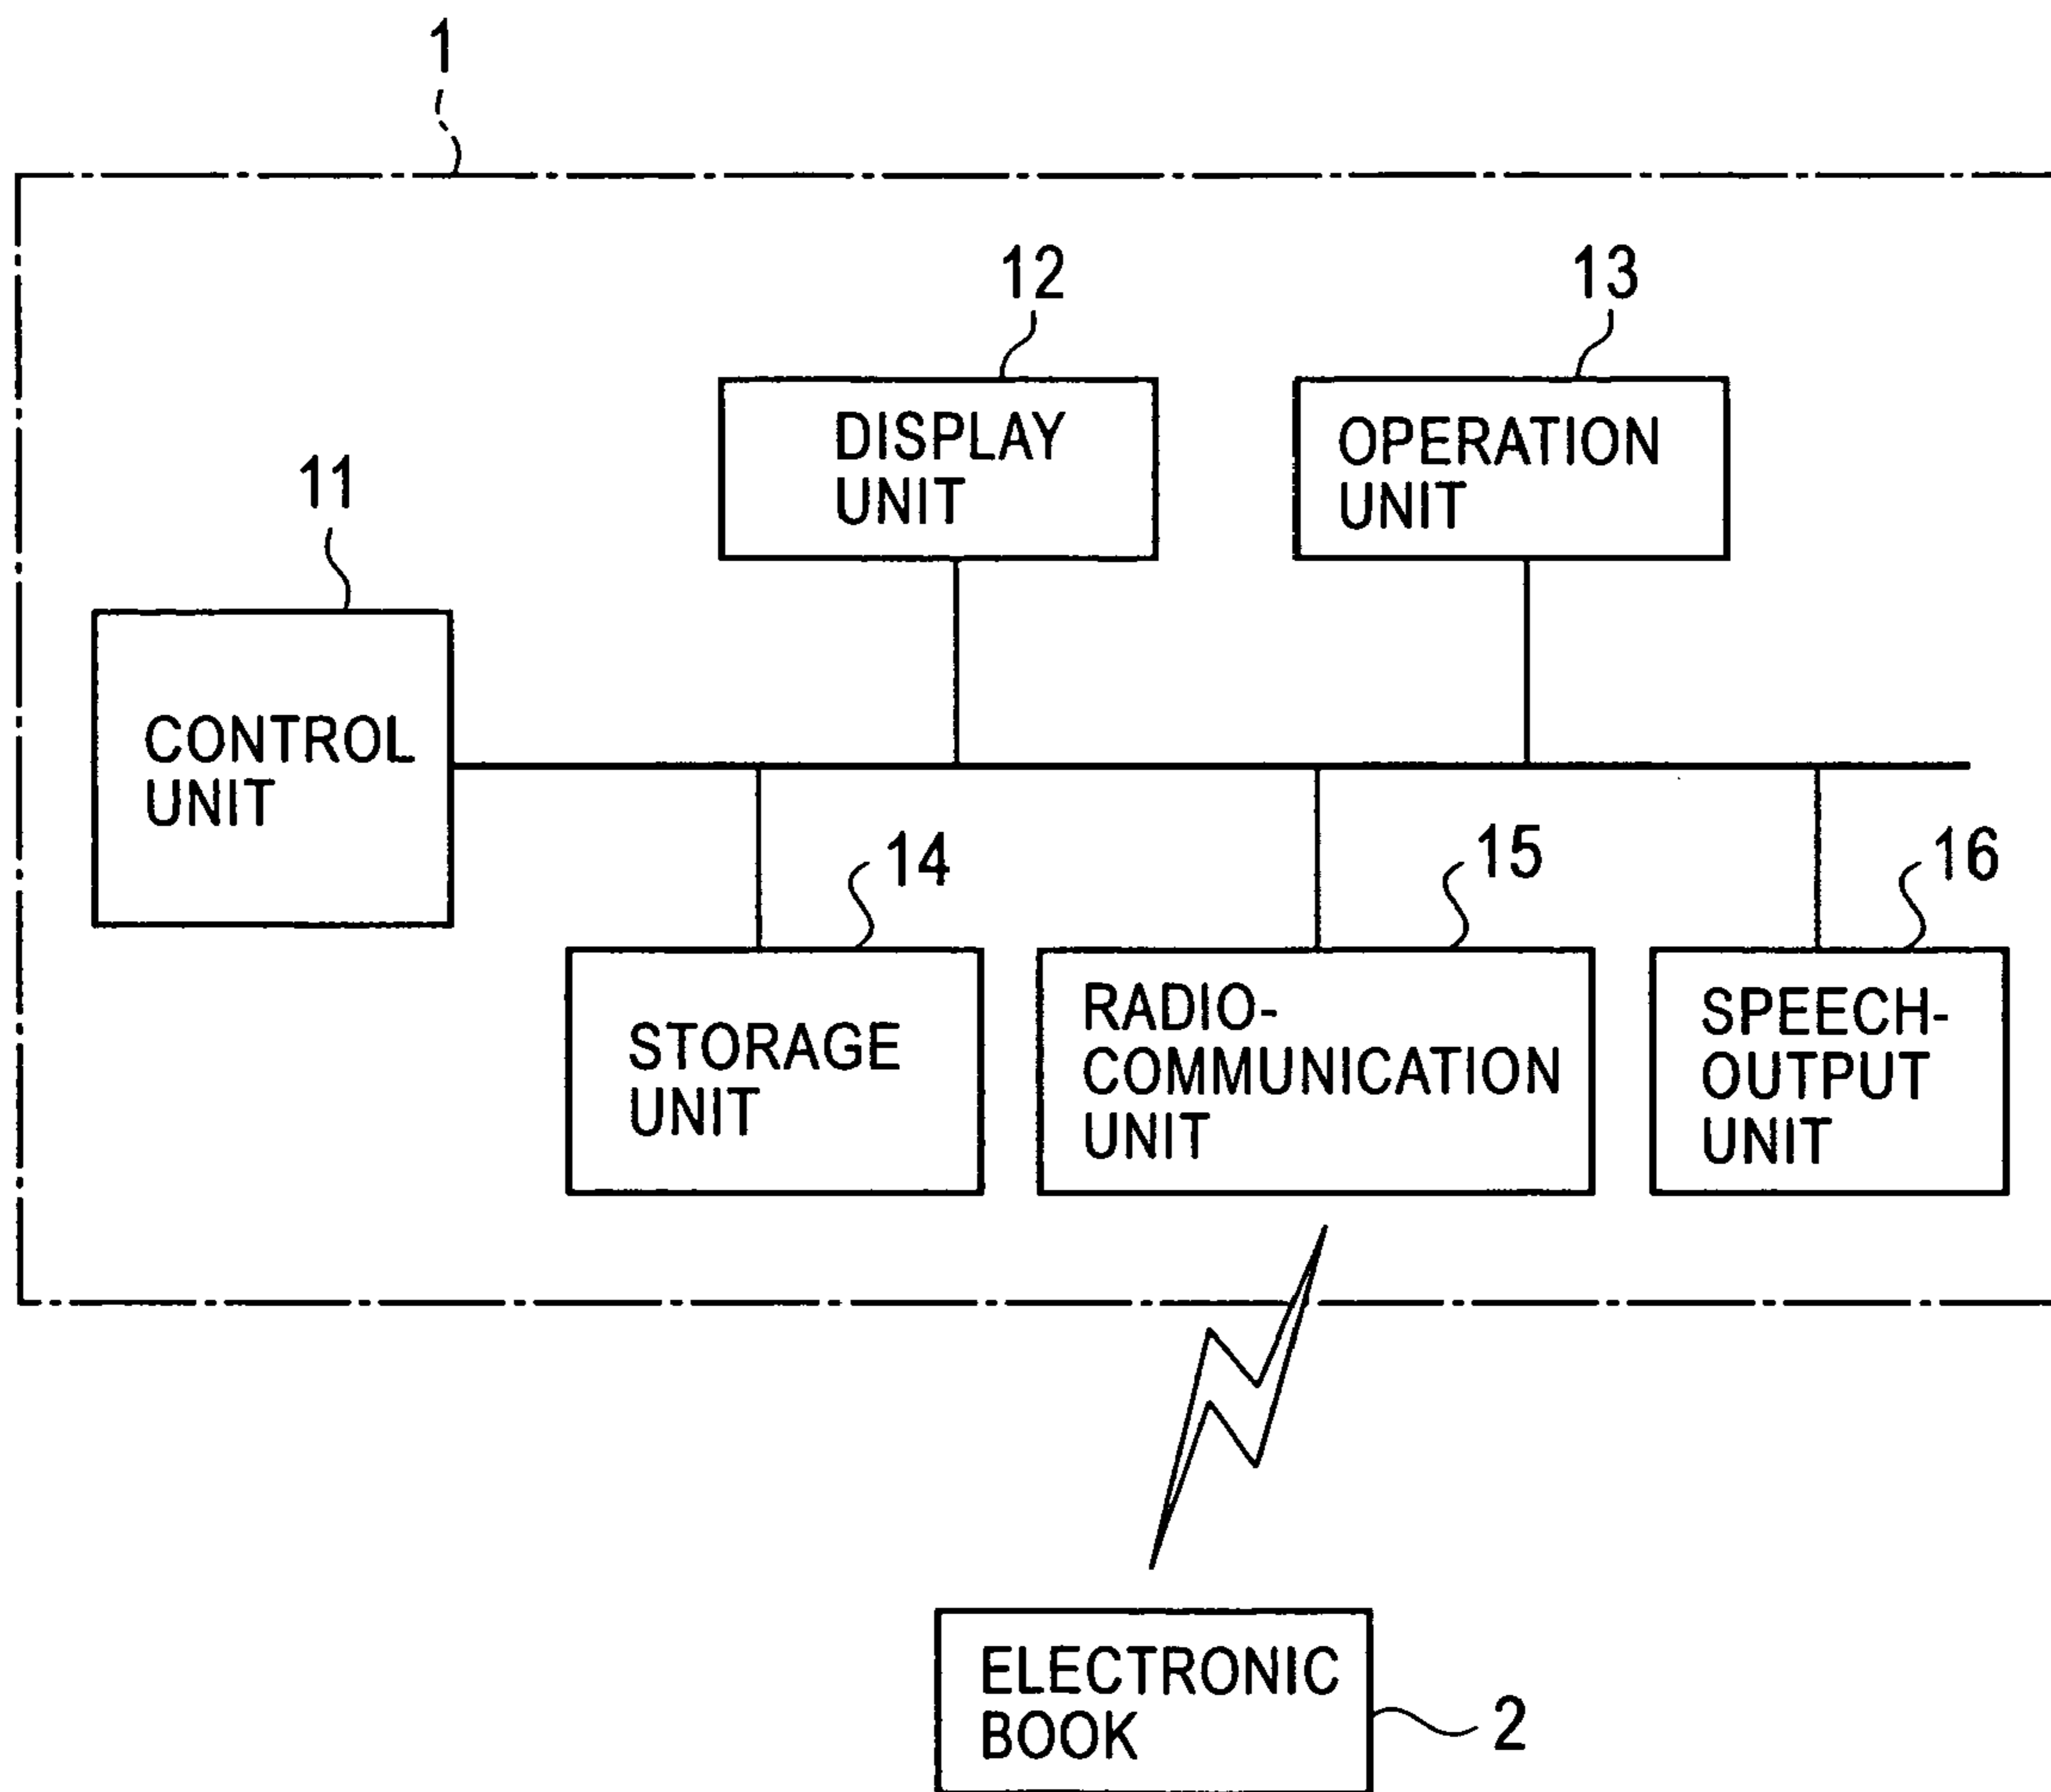 1
12
13
DISPLAY
UNIT
OPERATION
UNIT
11
CONTROL
UNIT
14
15
16
STORAGE
UNIT
RADIO-
COMMUNICATION
UNIT
SPEECH-
OUTPUT
UNIT
ELECTRONIC
BOOK
2